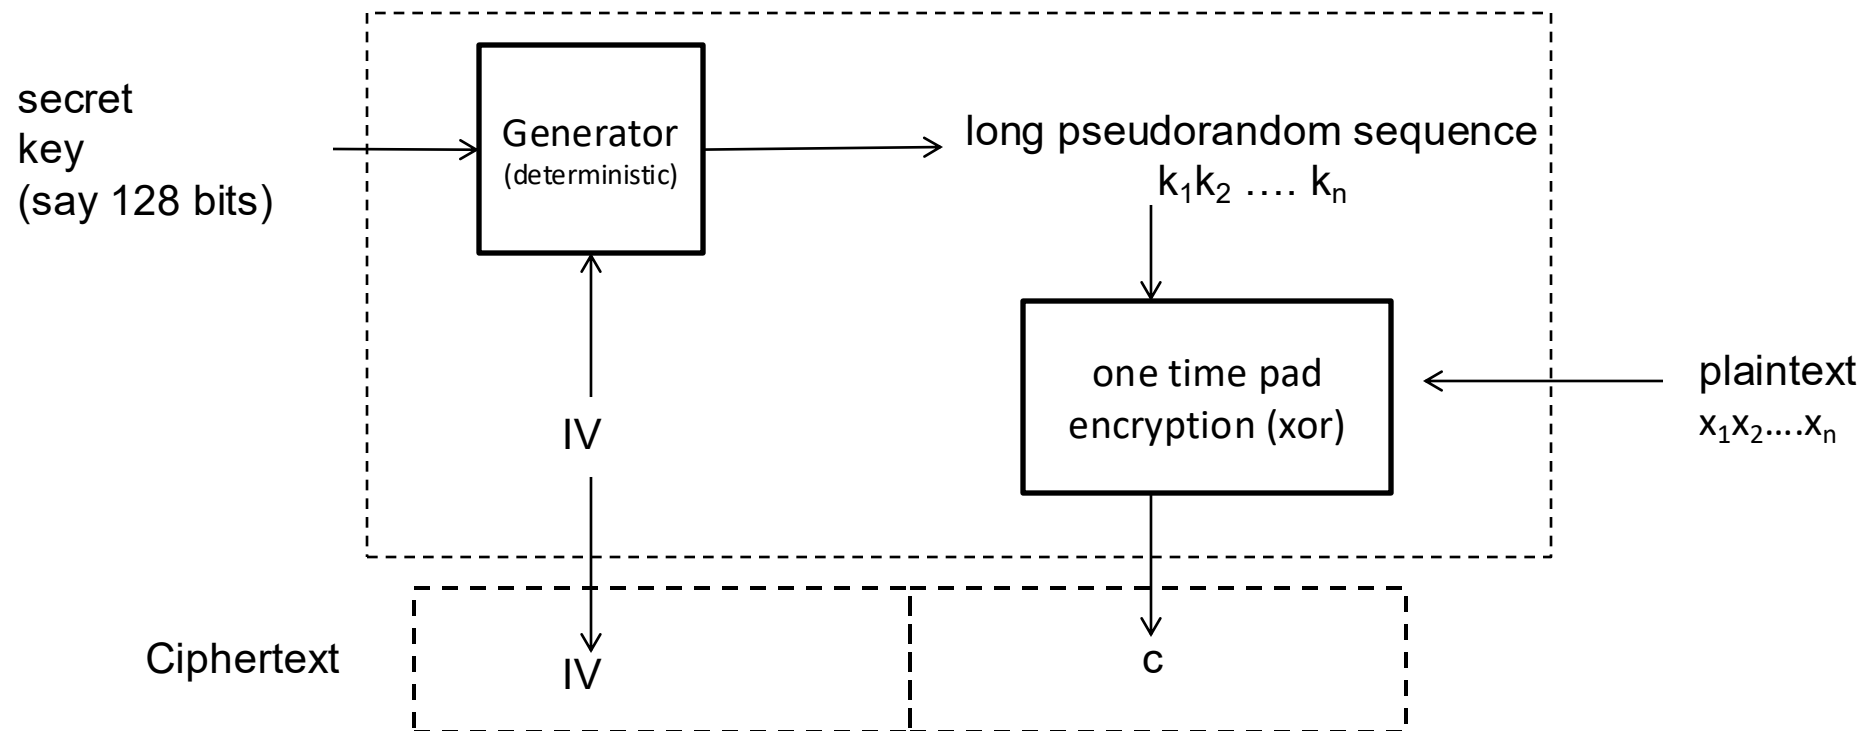 secret
key
(say 128 bits)
Generator
(deterministic)
long pseudorandom sequence
k₁k₂ .... kₙ
one time pad
encryption (xor)
plaintext
x₁x₂....xₙ
IV
Ciphertext
IV
c